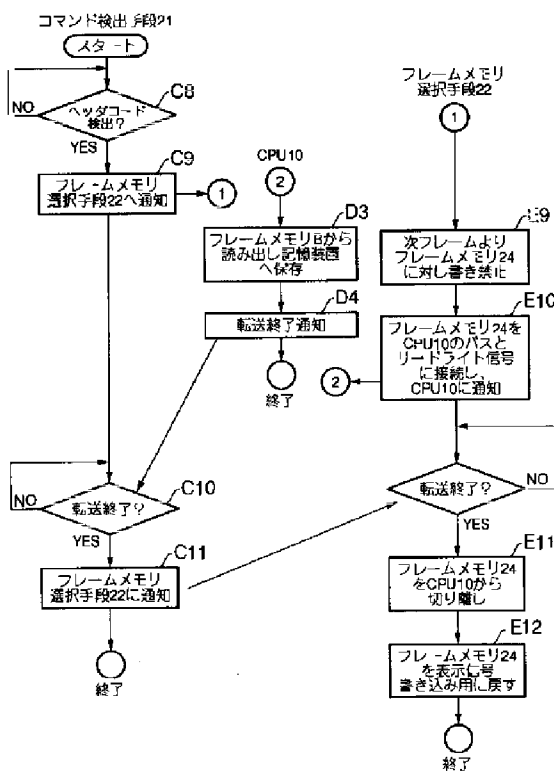 コマンド検出手段21
スタート
C8
ヘッダコード
検出?
NO
YES
C9
フレームメモリ
選択手段22へ通知
1
CPU10
2
D3
フレームメモリBから
読み出し記憶装置
へ保存
D4
転送終了通知
終了
C10
転送終了?
NO
YES
C11
フレームメモリ
選択手段22に通知
終了
フレームメモリ
選択手段22
1
E9
次フレームより
フレームメモリ24
に対し書き禁止
E10
フレームメモリ24を
CPU10のバスと
リードライト信号
に接続し、
CPU10に通知
2
転送終了?
NO
YES
E11
フレームメモリ24
をCPU10から
切り離し
E12
フレームメモリ24
を表示信号
書き込み用に戻す
終了